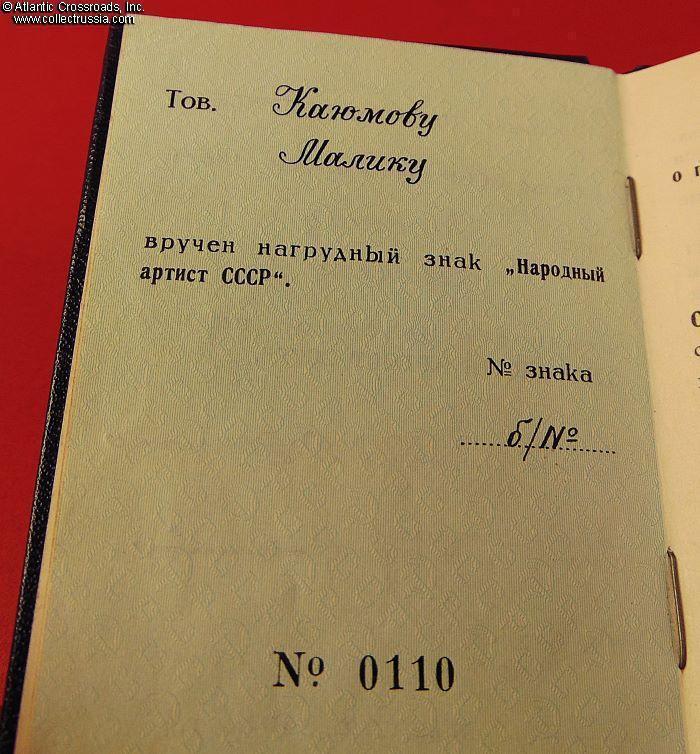 © Atlantic Crossroads, Inc.
www.collectrussia.com
Тов. Каюмову
Малику
вручен нагрудный знак „Народный
артист СССР“.
№ знака
б/№
№ 0110
о
С